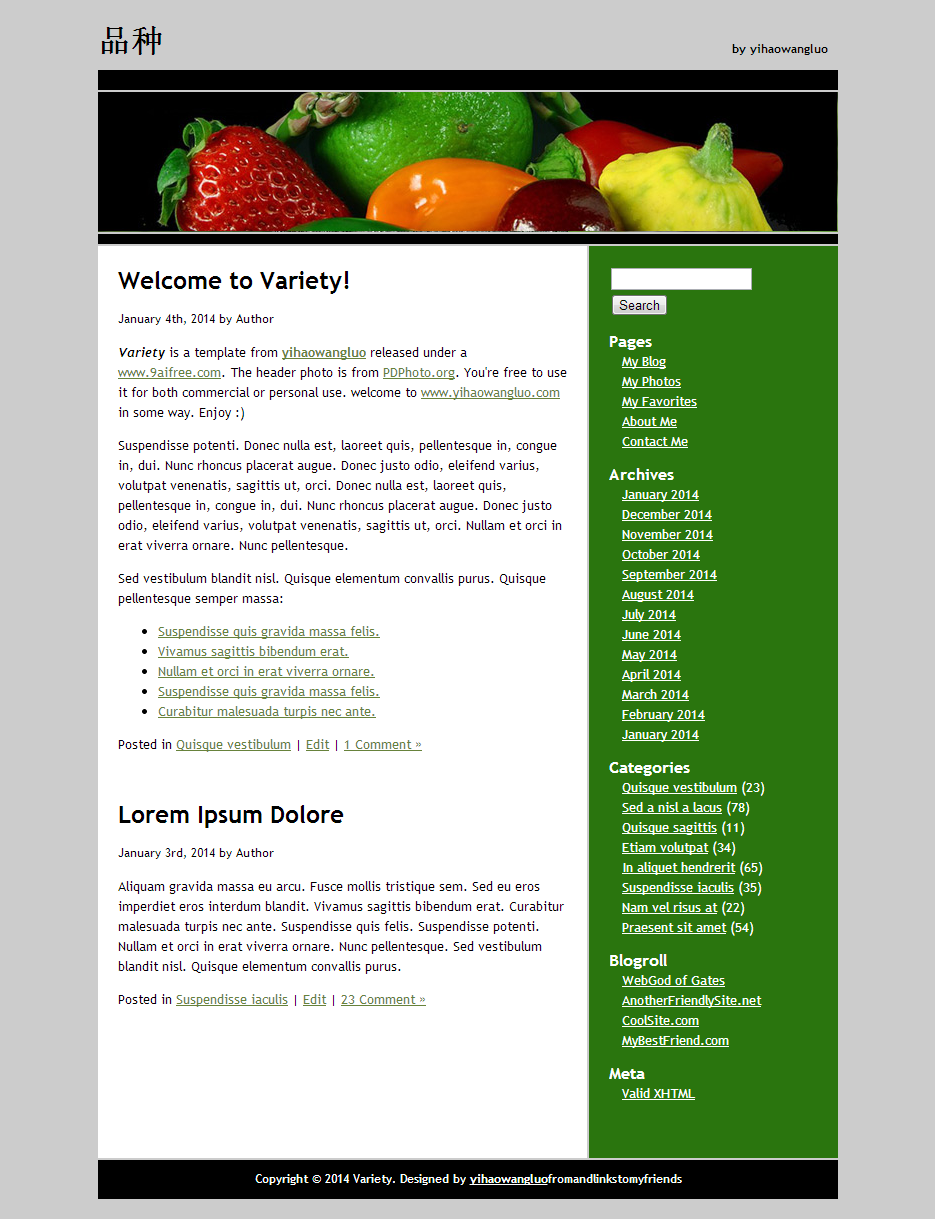 品种
by yihaowangluo
Welcome to Variety!
January 4th, 2014 by Author
Variety is a template from yihaowangluo released under a
www.9aifree.com. The header photo is from PDPhoto.org. You're free to use
it for both commercial or personal use. welcome to www.yihaowangluo.com
in some way. Enjoy :)
Suspendisse potenti. Donec nulla est, laoreet quis, pellentesque in, congue
in, dui. Nunc rhoncus placerat augue. Donec justo odio, eleifend varius,
volutpat venenatis, sagittis ut, orci. Donec nulla est, laoreet quis,
pellentesque in, congue in, dui. Nunc rhoncus placerat augue. Donec justo
odio, eleifend varius, volutpat venenatis, sagittis ut, orci. Nullam et orci in
erat viverra ornare. Nunc pellentesque.
Sed vestibulum blandit nisl. Quisque elementum convallis purus. Quisque
pellentesque semper massa:
Suspendisse quis gravida massa felis.
Vivamus sagittis bibendum erat.
Nullam et orci in erat viverra ornare.
Suspendisse quis gravida massa felis.
Curabitur malesuada turpis nec ante.
Posted in Quisque vestibulum | Edit | 1 Comment »
Lorem Ipsum Dolore
January 3rd, 2014 by Author
Aliquam gravida massa eu arcu. Fusce mollis tristique sem. Sed eu eros
imperdiet eros interdum blandit. Vivamus sagittis bibendum erat. Curabitur
malesuada turpis nec ante. Suspendisse quis felis. Suspendisse potenti.
Nullam et orci in erat viverra ornare. Nunc pellentesque. Sed vestibulum
blandit nisl. Quisque elementum convallis purus.
Posted in Suspendisse iaculis | Edit | 23 Comment »
Search
Pages
My Blog
My Photos
My Favorites
About Me
Contact Me
Archives
January 2014
December 2014
November 2014
October 2014
September 2014
August 2014
July 2014
June 2014
May 2014
April 2014
March 2014
February 2014
January 2014
Categories
Quisque vestibulum (23)
Sed a nisl a lacus (78)
Quisque sagittis (11)
Etiam volutpat (34)
In aliquet hendrerit (65)
Suspendisse iaculis (35)
Nam vel risus at (22)
Praesent sit amet (54)
Blogroll
WebGod of Gates
AnotherFriendlySite.net
CoolSite.com
MyBestFriend.com
Meta
Valid XHTML
Copyright © 2014 Variety. Designed by yihaowangluofromandlinkstomyfriends